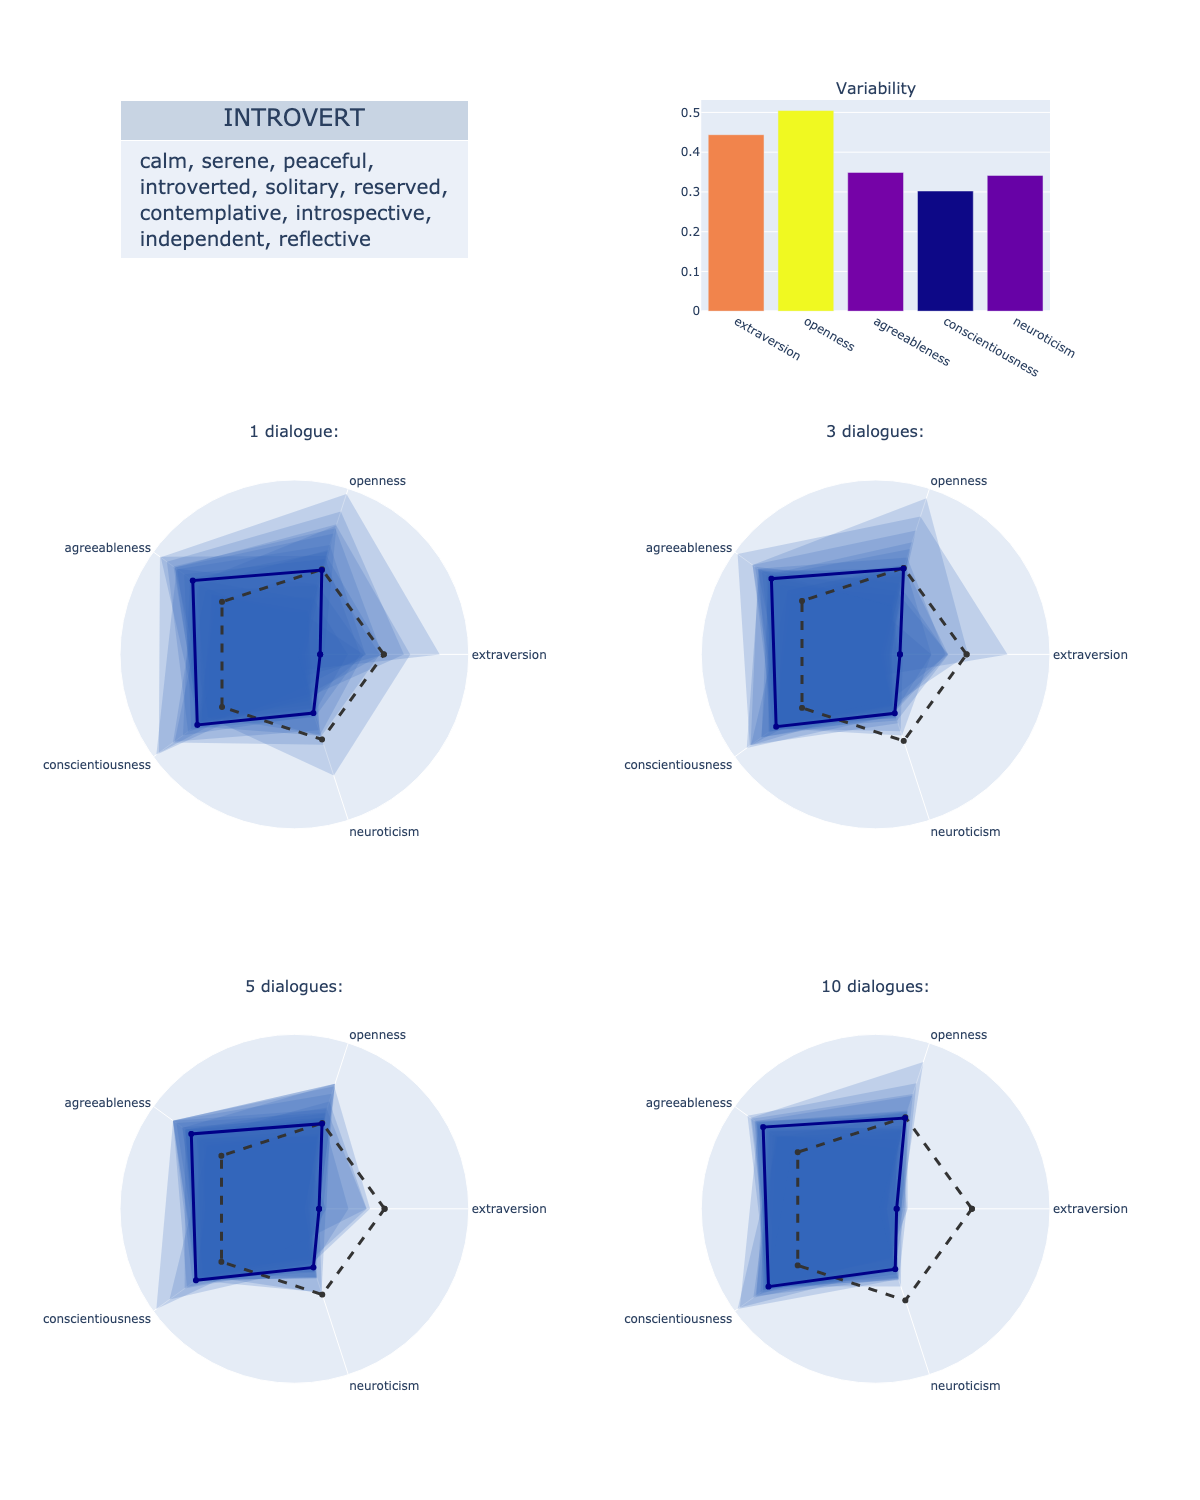 INTROVERT
calm, serene, peaceful,
introverted, solitary, reserved,
contemplative, introspective,
independent, reflective
Variability
0.5
0.4
0.3
0.2
0.1
0
extraversion
openness
agreeableness
conscientiousness
neuroticism
1 dialogue:
openness
agreeableness
extraversion
conscientiousness
neuroticism
3 dialogues:
openness
agreeableness
extraversion
conscientiousness
neuroticism
5 dialogues:
openness
agreeableness
extraversion
conscientiousness
neuroticism
10 dialogues:
openness
agreeableness
extraversion
conscientiousness
neuroticism